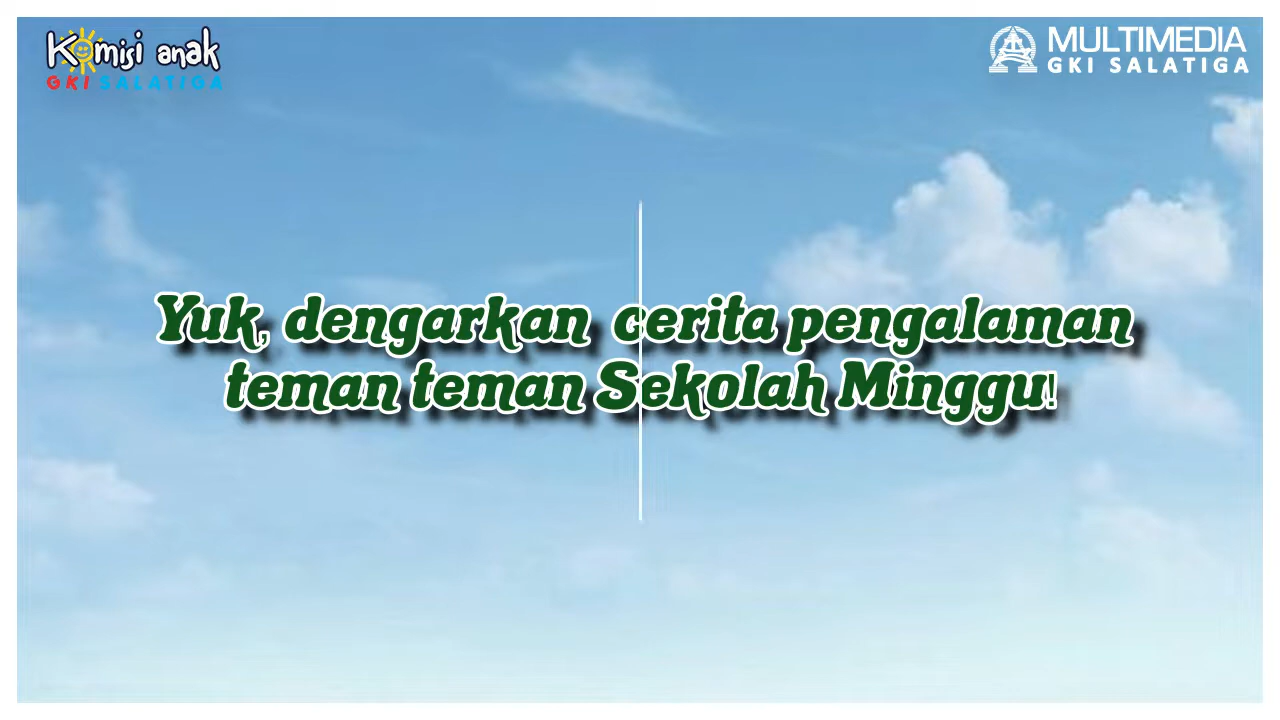 Komisi anak
GKI SALATIGA
MULTIMEDIA
GKI SALATIGA
Yuk, dengarkan cerita pengalaman
teman teman Sekolah Minggu!